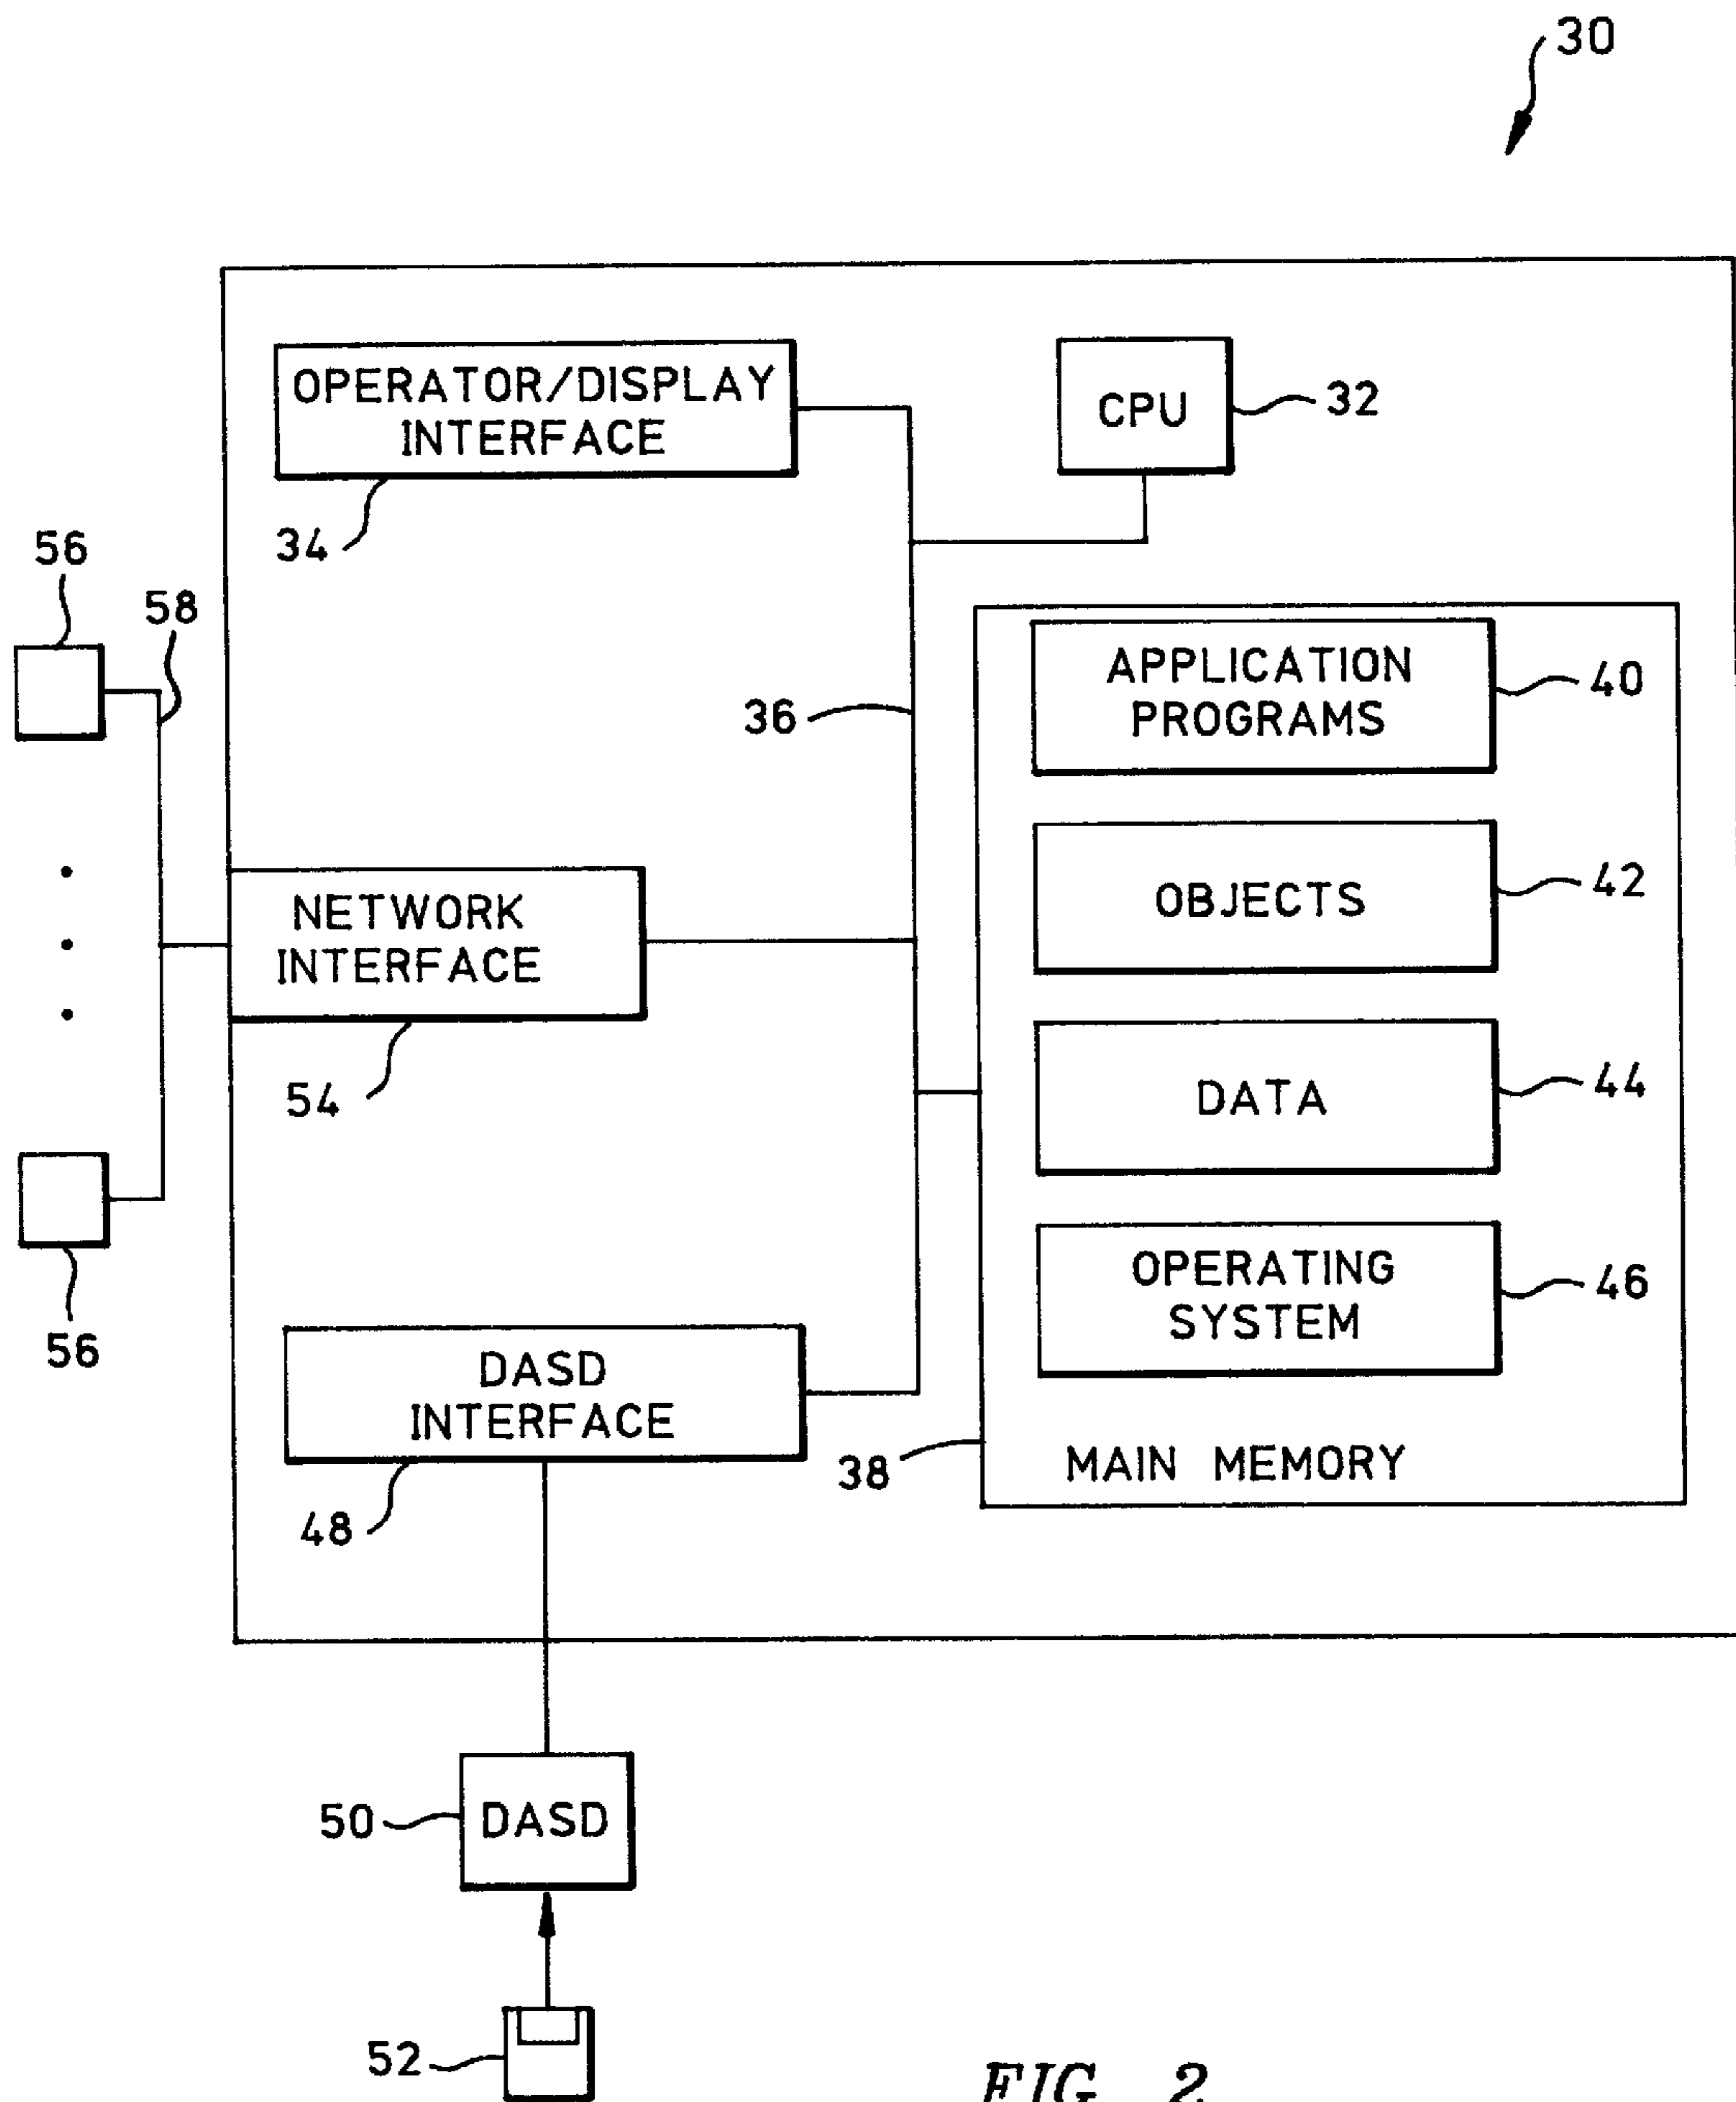 30
OPERATOR/DISPLAY
INTERFACE
34
CPU
32
56
58
36
APPLICATION
PROGRAMS
40
OBJECTS
42
NETWORK
INTERFACE
54
DATA
44
OPERATING
SYSTEM
46
56
DASD
INTERFACE
48
38
MAIN MEMORY
50
DASD
52
FIG. 2